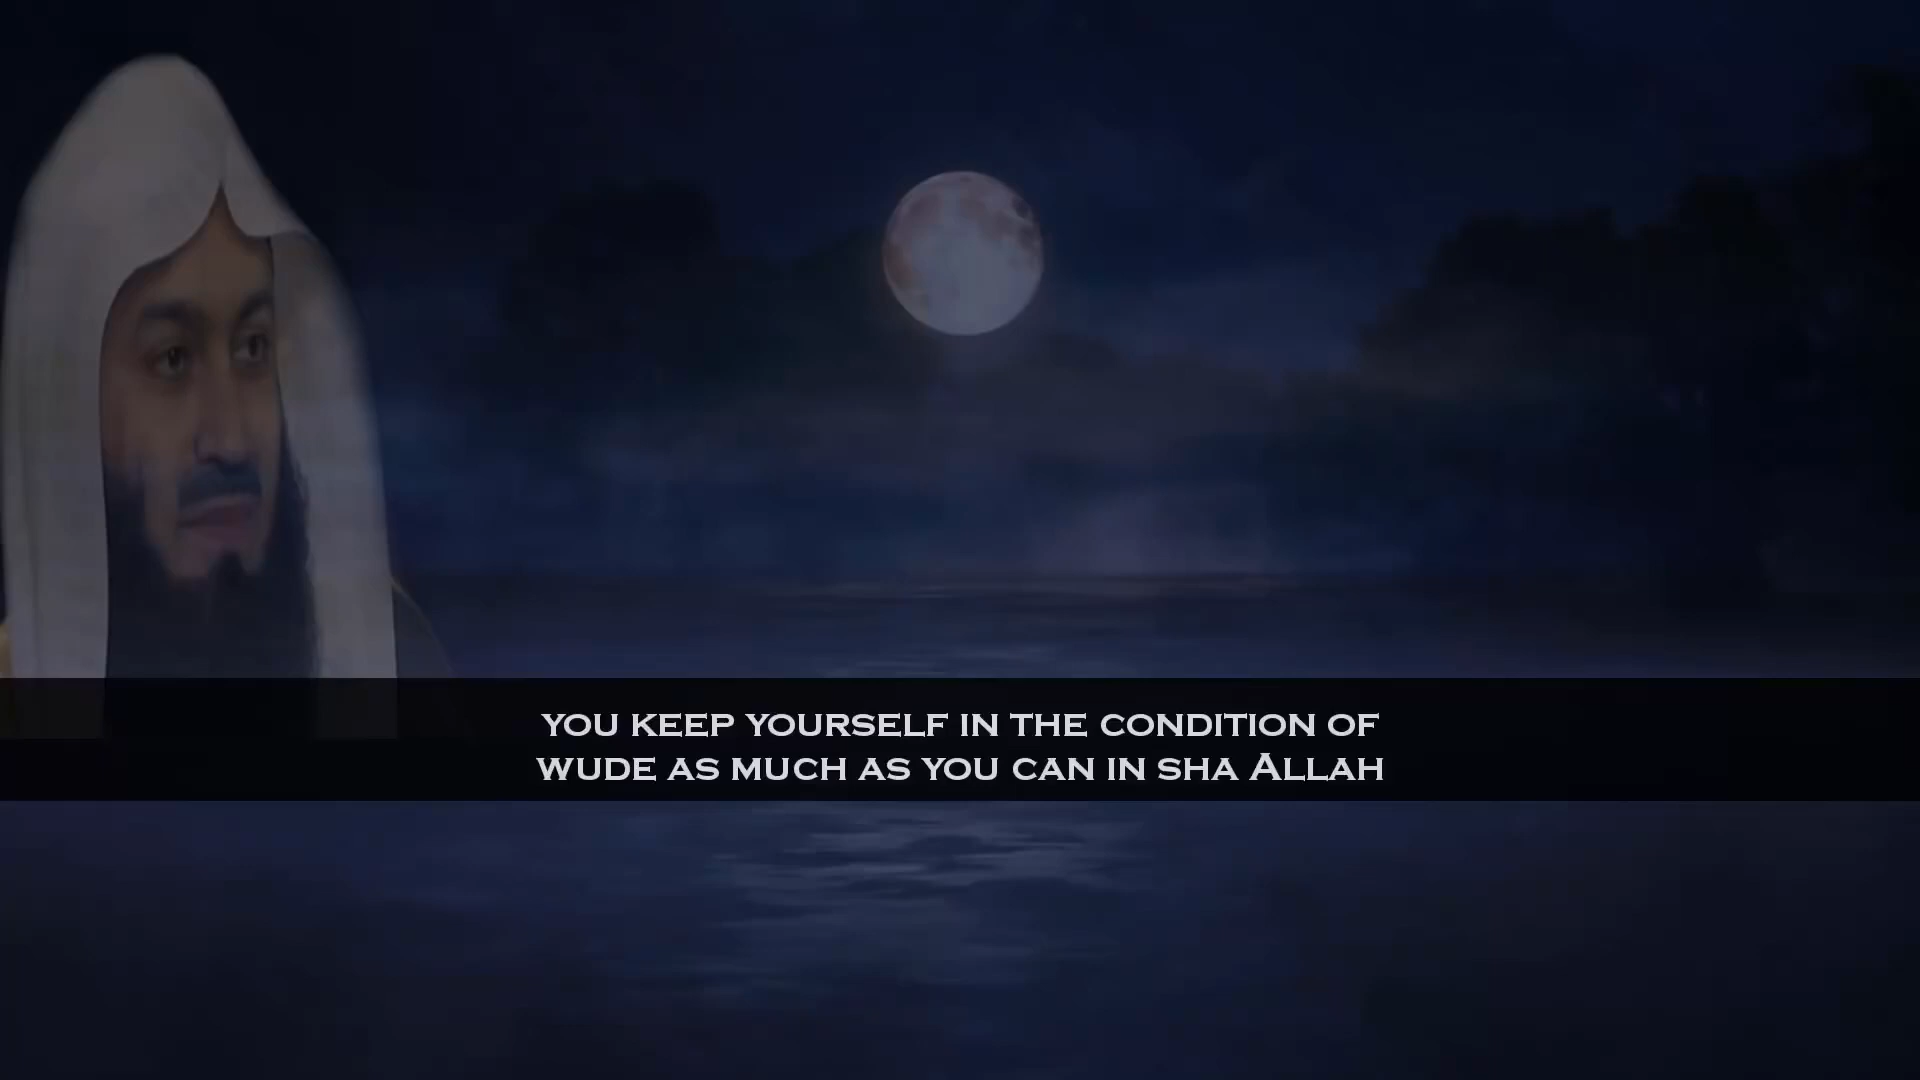 YOU KEEP YOURSELF IN THE CONDITION OF
WUDE AS MUCH AS YOU CAN IN SHA ALLAH